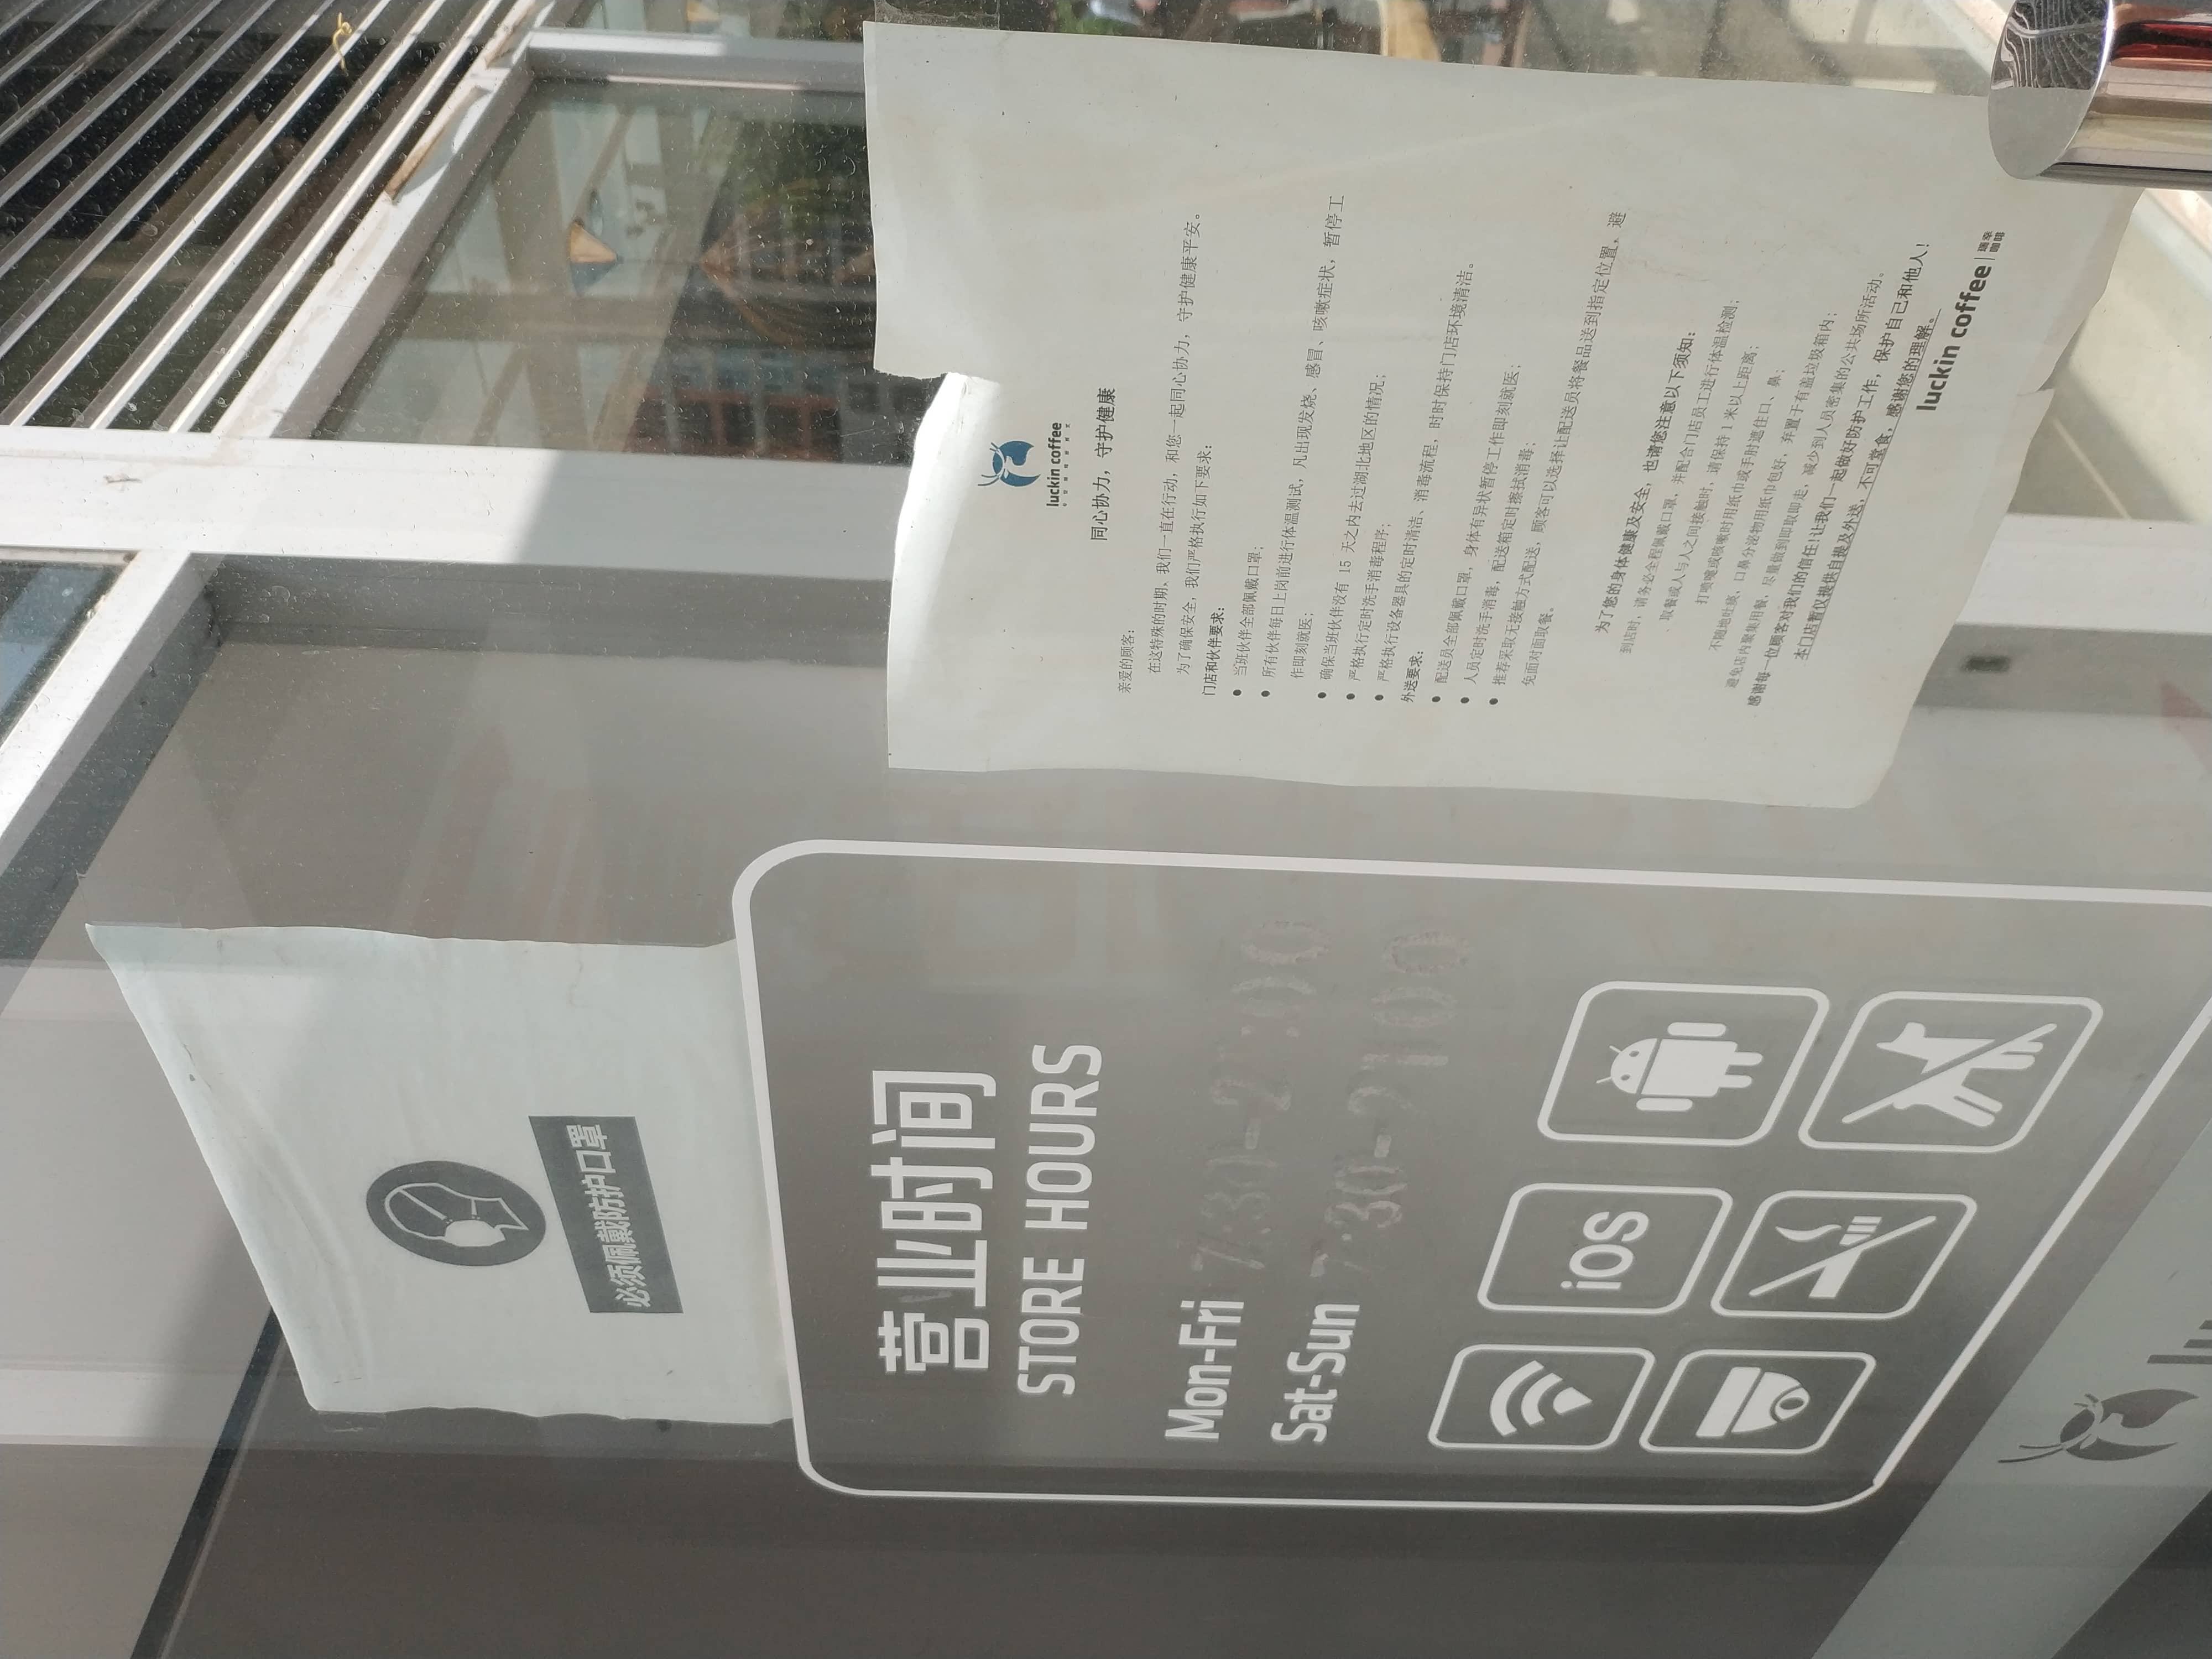 必须佩戴防护口罩
营业时间
STORE HOURS
Mon-Fri 7:30-21:00
Sat-Sun 7:30-21:00
iOS
luckin coffee
同心协力，守护健康
亲爱的顾客：
在这特殊的时期、我们一直在行动，和您一起同心协力，守护健康平安。
为了确保安全，我们严格执行如下要求：
门店和伙伴要求：
● 当班伙伴全部佩戴口罩；
● 所有伙伴每日上岗前进行体温测试，凡出现发烧、感冒、咳嗽症状，暂停工
作即刻就医；
● 确保当班伙伴没有 15 天之内去过湖北地区的情况；
● 严格执行定时洗手消毒程序；
● 严格执行设备器具的定时清洁、消毒流程，时时保持门店环境清洁。
外送要求：
● 配送员全部佩戴口罩，身体有异状暂停工作即刻就医；
● 人员定时洗手消毒，配送箱定时擦拭消毒；
● 推荐采取无接触方式配送，顾客可以选择让配送员将餐品送到指定位置，避
免面对面取餐。
为了您的身体健康及安全，也请您注意以下须知：
到店时，请务必全程佩戴口罩，并配合门店员工进行体温检测；
取餐或人与人之间接触时，请保持 1 米以上距离；
打喷嚏或咳嗽时用纸巾或手肘遮住口、鼻；
不随地吐痰，口鼻分泌物用纸巾包好，弃置于有盖垃圾箱内；
避免店内聚集用餐，尽量做到即取即走，减少到人员密集的公共场所活动。
感谢每一位顾客对我们的信任！让我们一起做好防护工作，保护自己和他人！
本门店暂仅提供自提及外送，不可堂食，感谢您的理解。
luckin coffee 瑞幸咖啡
lu